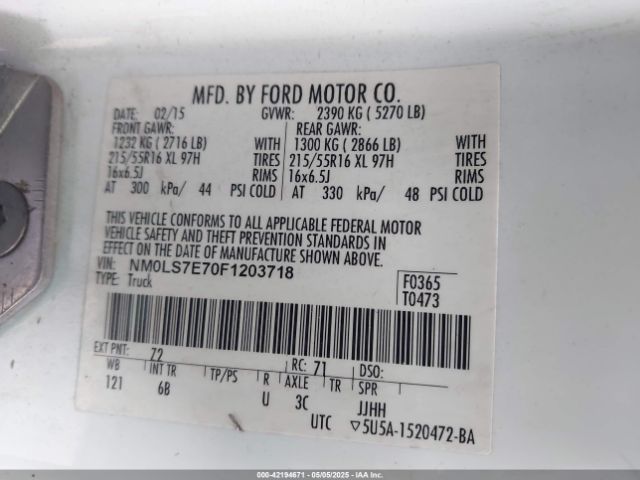 MFD. BY FORD MOTOR CO.
DATE: 02/15 GVWR: 2390 KG ( 5270 LB)
FRONT GAWR: REAR GAWR:
1232 KG ( 2716 LB) WITH 1300 KG ( 2866 LB) WITH
215/55R16 XL 97H TIRES 215/55R16 XL 97H TIRES
16x6.5J RIMS 16x6.5J RIMS
AT 300 kPa/ 44 PSI COLD AT 330 kPa/ 48 PSI COLD
THIS VEHICLE CONFORMS TO ALL APPLICABLE FEDERAL MOTOR
VEHICLE SAFETY AND THEFT PREVENTION STANDARDS IN
EFFECT ON THE DATE OF MANUFACTURE SHOWN ABOVE.
VIN: NM0LS7E70F1203718 F0365
TYPE: Truck T0473
EXT PNT: 72 RC: 71 DSO:
WB INT TR TP/PS R AXLE TR SPR
121 6B U 3C JJHH
UTC ▽5U5A-1520472-BA
000-42194671 - 05/05/2025 - IAAI.com